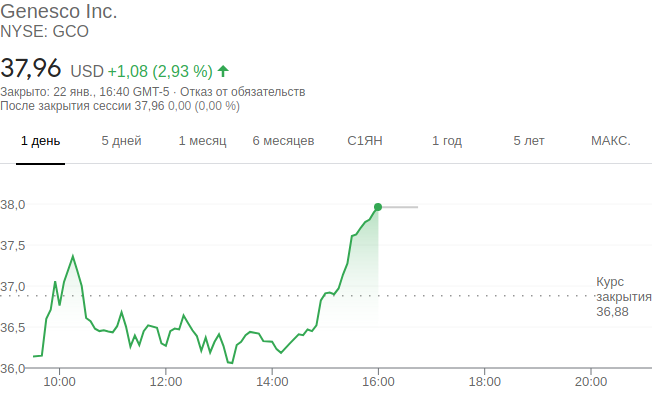 Genesco Inc.
NYSE: GCO
37,96 USD +1,08 (2,93 %)
Закрыто: 22 янв., 16:40 GMT-5 · Отказ от обязательств
После закрытия сессии 37,96 0,00 (0,00 %)
1 день 5 дней 1 месяц 6 месяцев С1ЯН 1 год 5 лет МАКС.
38,0
37,5
37,0
36,5
36,0
Курс
закрытия
36,88
10:00 12:00 14:00 16:00 18:00 20:00